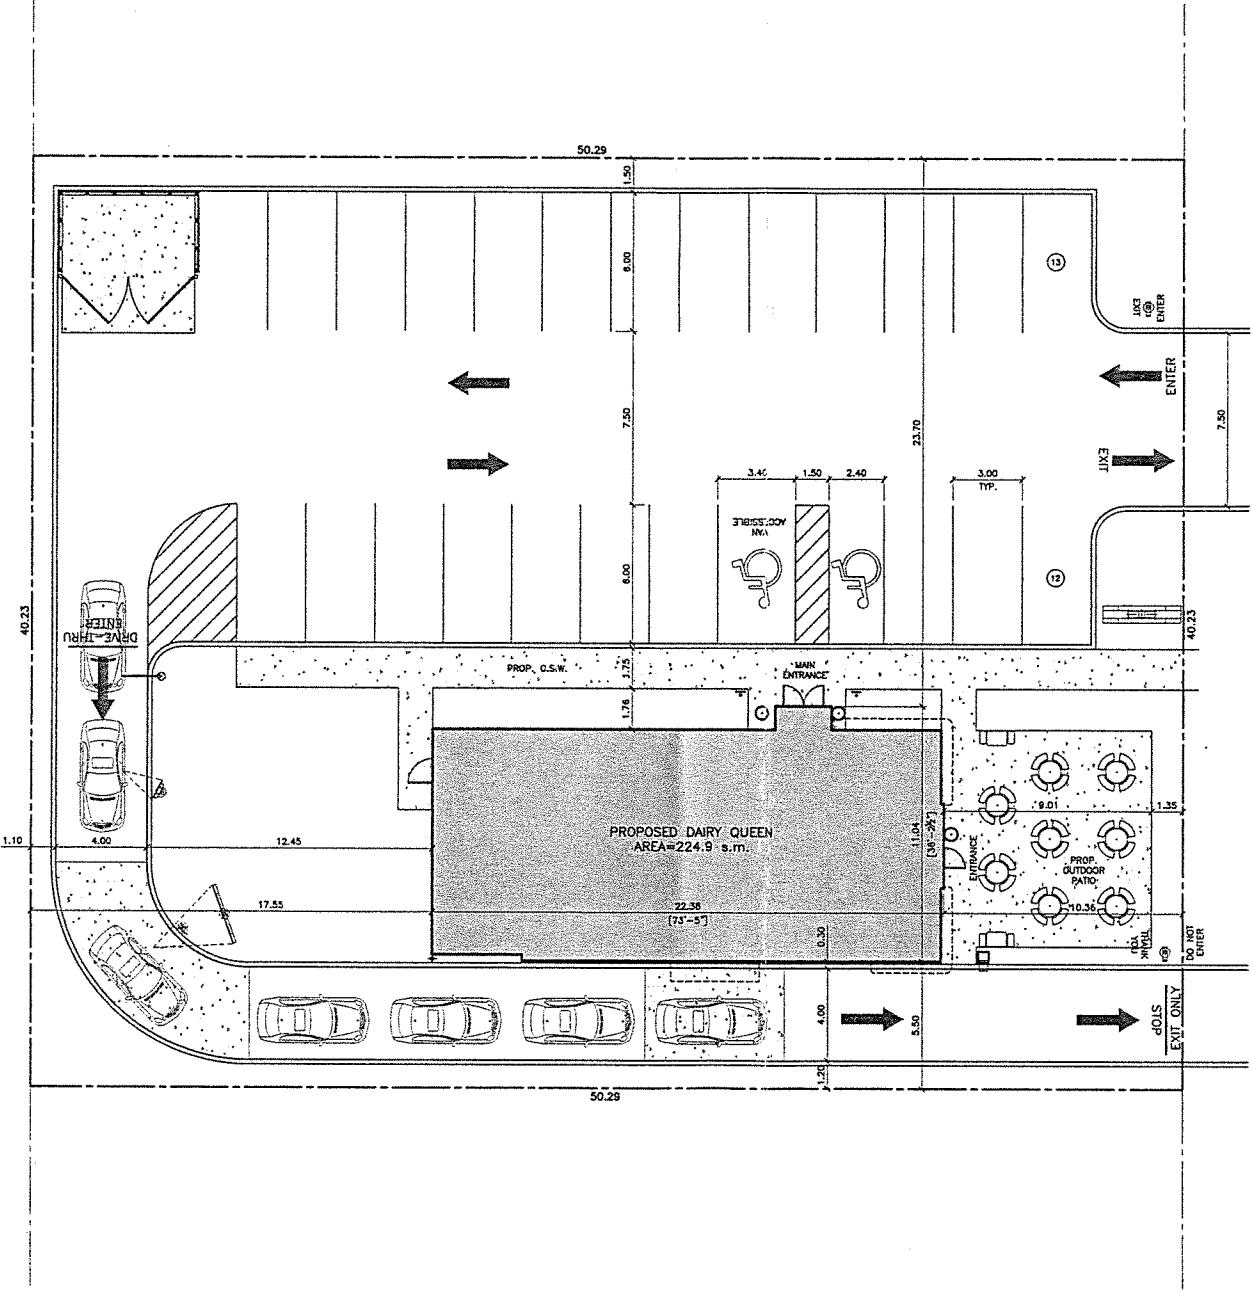 50.29
1.50
6.00
13
EXIT
ENTER
ENTER
7.50
7.50
23.70
EXIT
3.40
1.50
2.40
3.00
TYP.
VAN
ACCESSIBLE
6.00
12
40.23
40.23
DRIVE-THRU
ENTER
PROP. C.S.W.
1.75
MAIN
ENTRANCE
1.76
PROPOSED DAIRY QUEEN
AREA=224.9 s.m.
11.04
[36'-2½"]
ENTRANCE
9.01
1.35
PROP.
OUTDOOR
PATIO
1.10
4.00
12.45
17.55
22.38
[73'-5"]
10.36
0.30
THANK
YOU
DO NOT
ENTER
4.00
5.50
STOP
EXIT ONLY
1.20
50.29